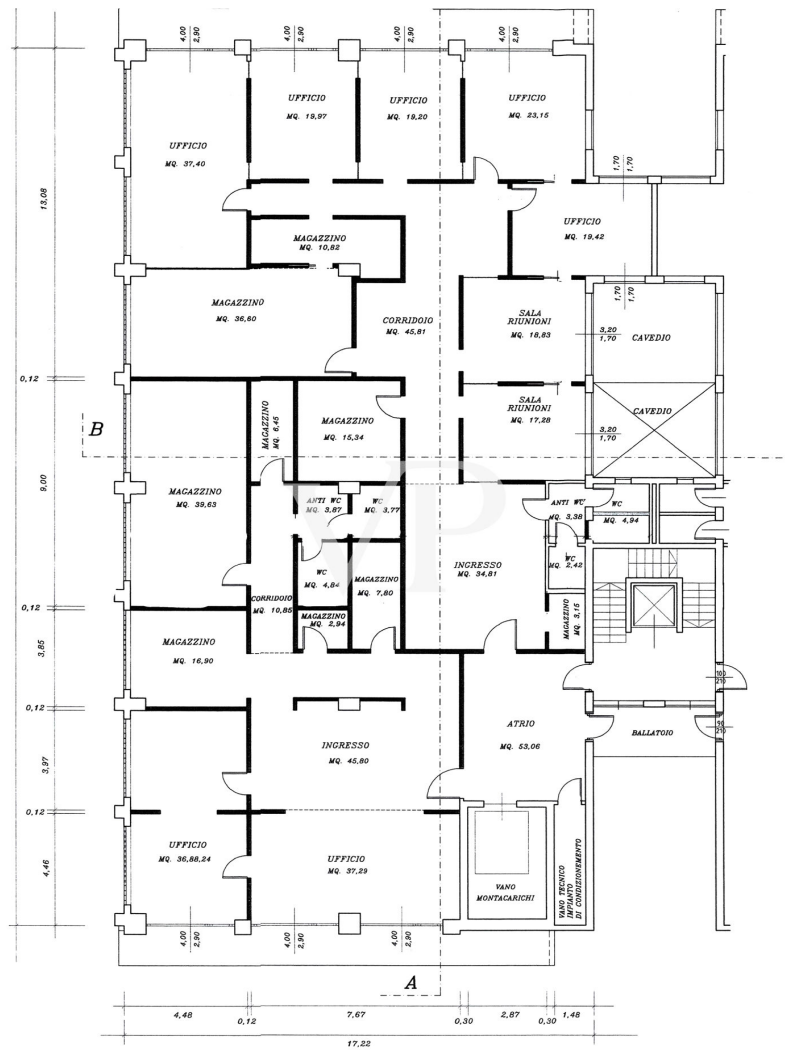 4,00
2,90
4,00
2,90
4,00
2,90
4,00
2,90
UFFICIO
MQ. 37,40
UFFICIO
MQ. 19,97
UFFICIO
MQ. 19,20
UFFICIO
MQ. 23,15
1,70
1,70
UFFICIO
MQ. 19,42
MAGAZZINO
MQ. 10,82
13,08
MAGAZZINO
MQ. 36,60
CORRIDOIO
MQ. 45,81
SALA
RIUNIONI
MQ. 18,83
1,70
1,70
3,20
1,70
CAVEDIO
0,12
SALA
RIUNIONI
MQ. 17,28
CAVEDIO
3,20
1,70
B
MAGAZZINO
MQ. 6,45
MAGAZZINO
MQ. 15,34
9,00
MAGAZZINO
MQ. 39,63
ANTI WC
MQ. 3,87
WC
MQ. 3,77
ANTI WC
MQ. 3,38
WC
MQ. 4,94
VP
INGRESSO
MQ. 34,81
WC
MQ. 2,42
WC
MQ. 4,84
MAGAZZINO
MQ. 7,80
CORRIDOIO
MQ. 10,85
MAGAZZINO
MQ. 2,94
MAGAZZINO
MQ. 3,15
0,12
3,85
MAGAZZINO
MQ. 16,90
100
210
0,12
INGRESSO
MQ. 45,80
ATRIO
MQ. 53,06
BALLATOIO
90
210
3,97
0,12
UFFICIO
MQ. 36,88,24
UFFICIO
MQ. 37,29
4,46
VANO
MONTACARICHI
VANO TECNICO
IMPIANTO
DI CONDIZIONEMENTO
4,00
2,90
4,00
2,90
4,00
2,90
A
4,48
0,12
7,67
0,30
2,87
0,30
1,48
17,22